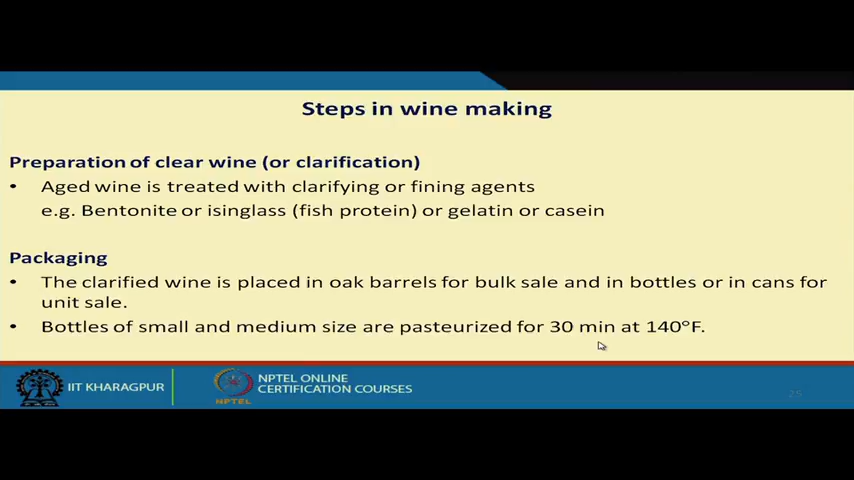 Steps in wine making
Preparation of clear wine (or clarification)
• Aged wine is treated with clarifying or fining agents
e.g. Bentonite or isinglass (fish protein) or gelatin or casein
Packaging
• The clarified wine is placed in oak barrels for bulk sale and in bottles or in cans for
unit sale.
• Bottles of small and medium size are pasteurized for 30 min at 140°F.
IIT KHARAGPUR
NPTEL
NPTEL ONLINE
CERTIFICATION COURSES
25